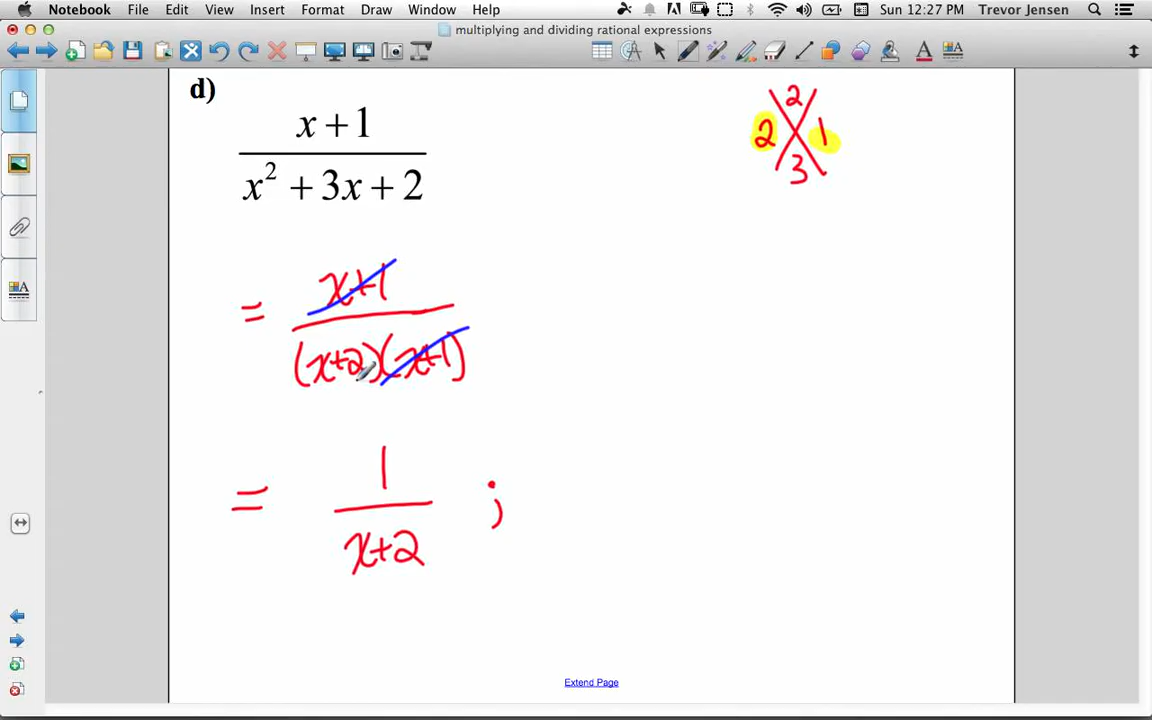 Notebook File Edit View Insert Format Draw Window Help Sun 12:27 PM Trevor Jensen
multiplying and dividing rational expressions
d)
x + 1
x² + 3x + 2
2
2 1
3
= x+1
(x+2)(x+1)
= 1 ;
x+2
Extend Page